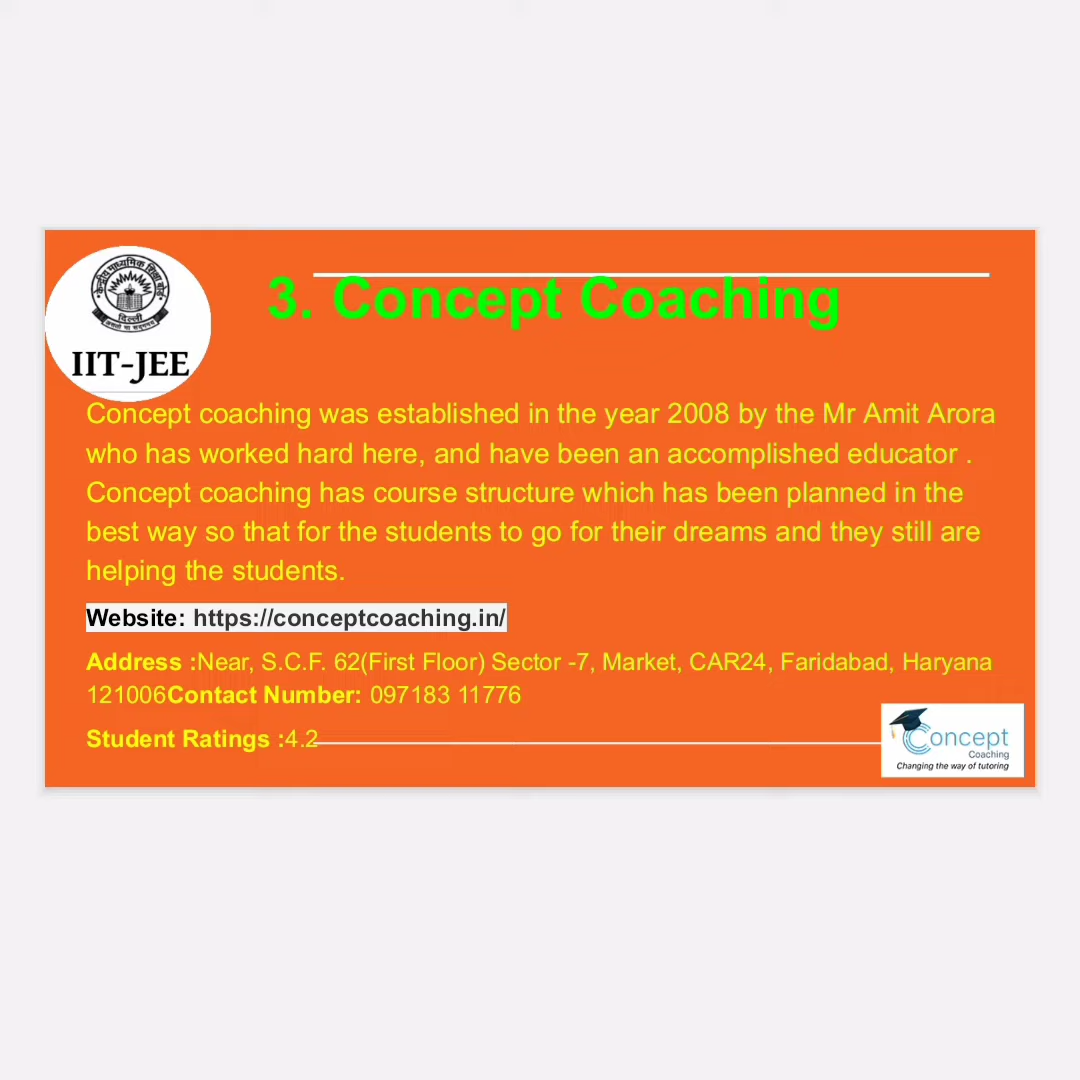 केन्द्रीय माध्यमिक शिक्षा बोर्ड
दिल्ली
असतो मा सद्गमय
IIT-JEE
3. Concept Coaching
Concept coaching was established in the year 2008 by the Mr Amit Arora
who has worked hard here, and have been an accomplished educator .
Concept coaching has course structure which has been planned in the
best way so that for the students to go for their dreams and they still are
helping the students.
Website: https://conceptcoaching.in/
Address :Near, S.C.F. 62(First Floor) Sector -7, Market, CAR24, Faridabad, Haryana
121006Contact Number: 097183 11776
Student Ratings :4.2
Concept
Coaching
Changing the way of tutoring